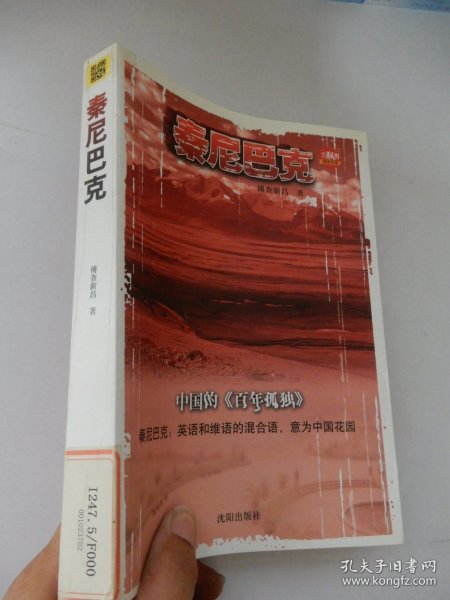 秦尼巴克
傅查新昌 著
I247.5/F000
001023702
秦尼巴克
傅查新昌 著
中国的《百年孤独》
秦尼巴克：英语和维语的混合语，意为中国花园
沈阳出版社
孔夫子旧书网
www.kongfz.com